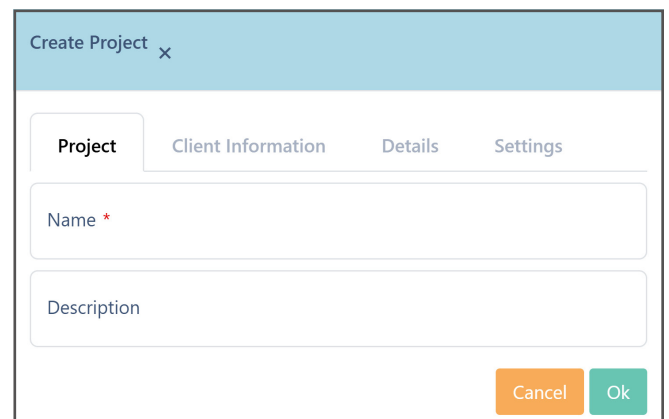 Create Project ×
Project Client Information Details Settings
Name *
Description
Cancel Ok